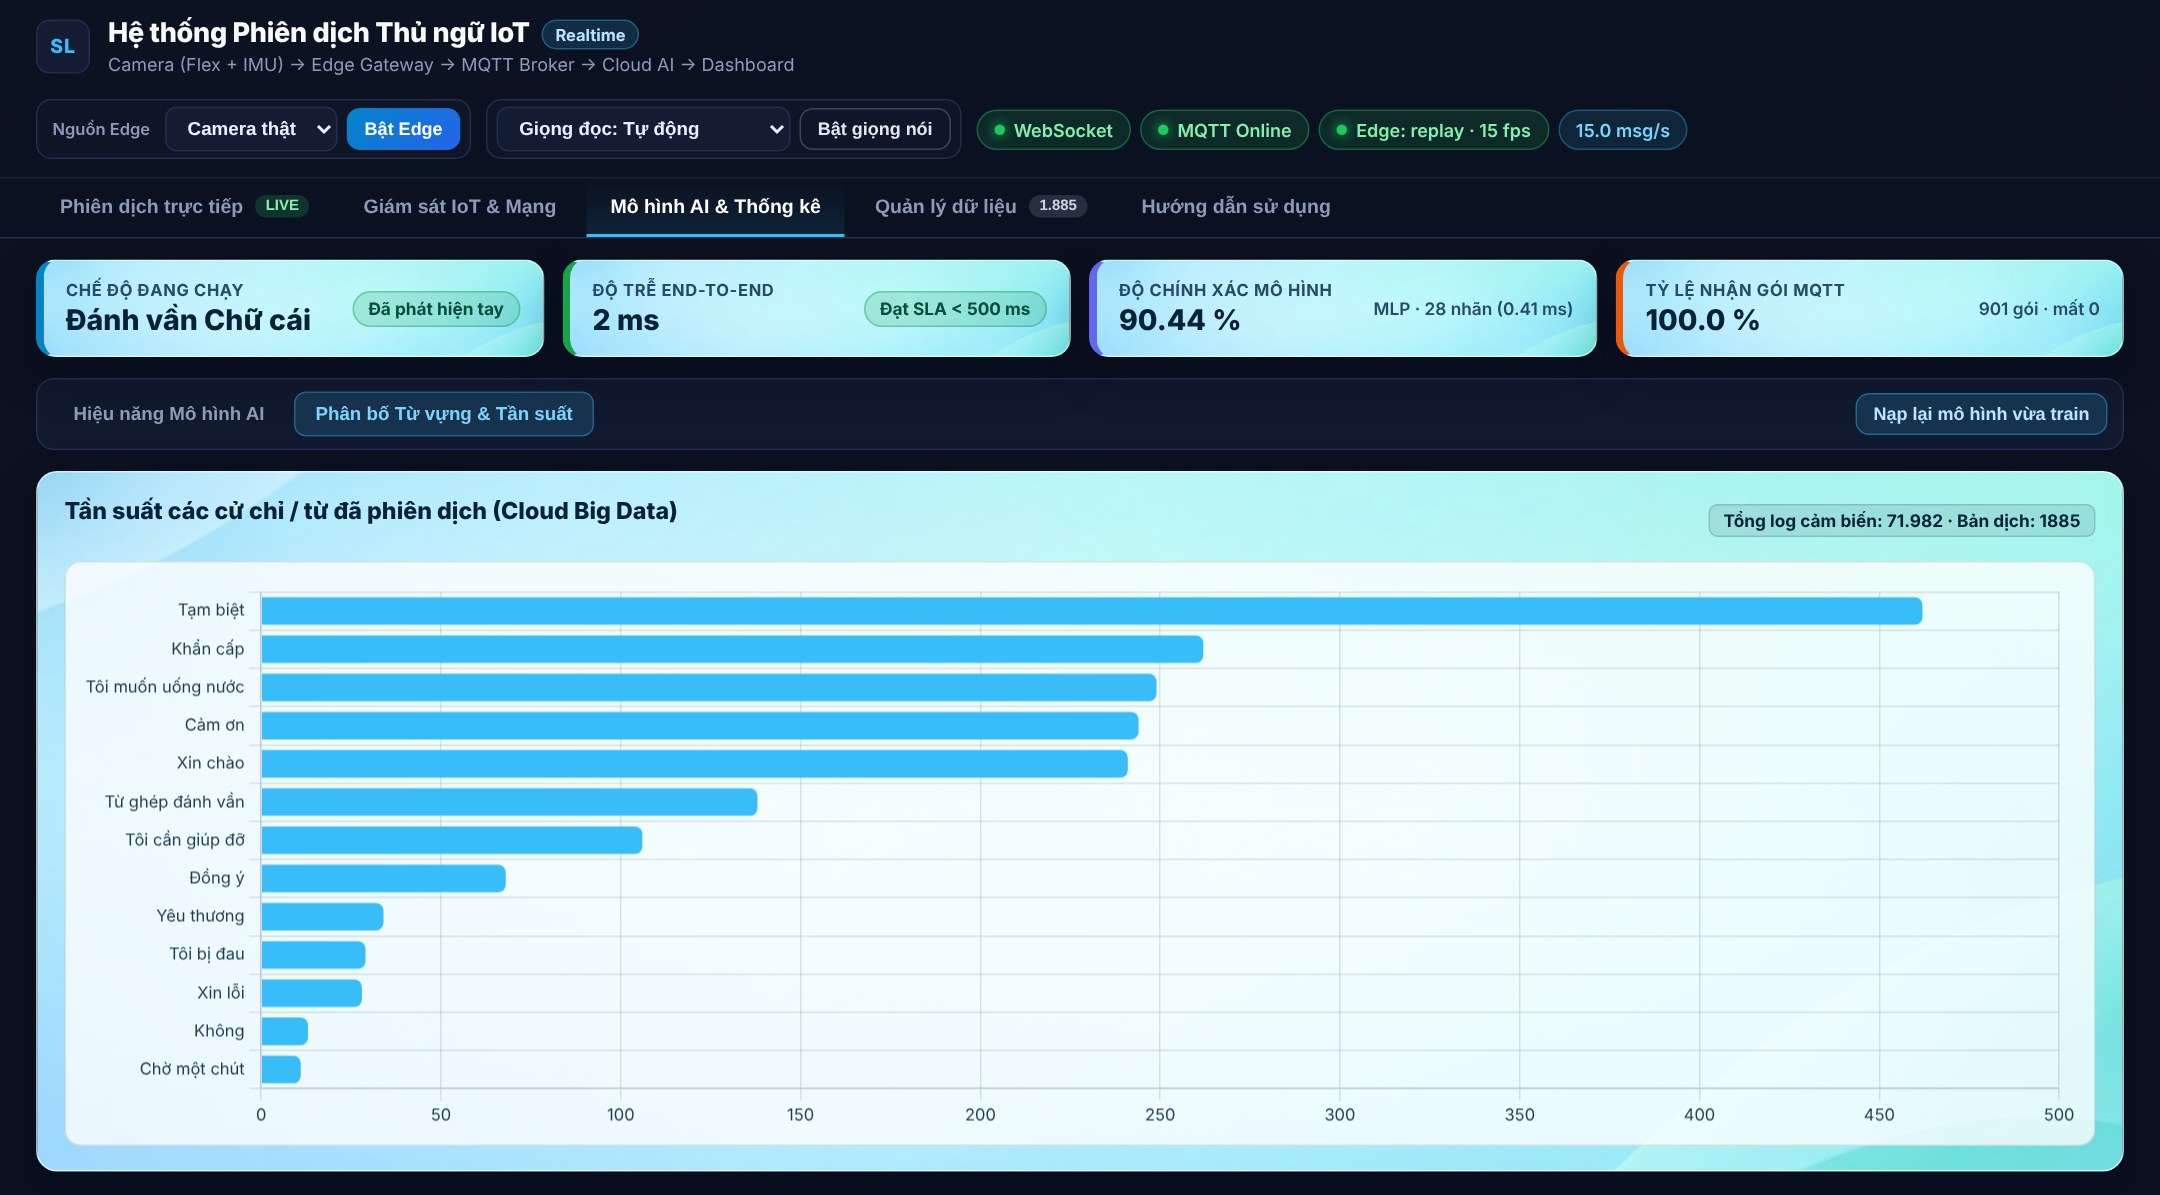 SL
Hệ thống Phiên dịch Thủ ngữ IoT Realtime
Camera (Flex + IMU) → Edge Gateway → MQTT Broker → Cloud AI → Dashboard
Nguồn Edge Camera thật Bật Edge Giọng đọc: Tự động Bật giọng nói WebSocket MQTT Online Edge: replay · 15 fps 15.0 msg/s
Phiên dịch trực tiếp LIVE Giám sát IoT & Mạng Mô hình AI & Thống kê Quản lý dữ liệu 1.885 Hướng dẫn sử dụng
CHẾ ĐỘ ĐANG CHẠY
Đánh vần Chữ cái
Đã phát hiện tay
ĐỘ TRỄ END-TO-END
2 ms
Đạt SLA < 500 ms
ĐỘ CHÍNH XÁC MÔ HÌNH
90.44 %
MLP · 28 nhãn (0.41 ms)
TỶ LỆ NHẬN GÓI MQTT
100.0 %
901 gói · mất 0
Hiệu năng Mô hình AI Phân bố Từ vựng & Tần suất Nạp lại mô hình vừa train
Tần suất các cử chỉ / từ đã phiên dịch (Cloud Big Data)
Tổng log cảm biến: 71.982 · Bản dịch: 1885
Tạm biệt
Khẩn cấp
Tôi muốn uống nước
Cảm ơn
Xin chào
Từ ghép đánh vần
Tôi cần giúp đỡ
Đồng ý
Yêu thương
Tôi bị đau
Xin lỗi
Không
Chờ một chút
0 50 100 150 200 250 300 350 400 450 500